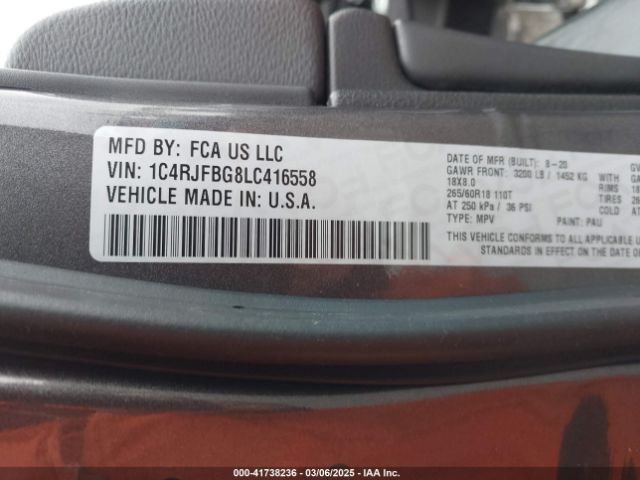 MFD BY: FCA US LLC
VIN: 1C4RJFBG8LC416558
VEHICLE MADE IN: U.S.A.
DATE OF MFR (BUILT): 8-20
GAWR FRONT: 3200 LB / 1452 KG
18X8.0
265/60R18 110T
AT 250 kPa / 36 PSI
TYPE: MPV PAINT: PAU
THIS VEHICLE CONFORMS TO ALL APPLICABLE
STANDARDS IN EFFECT ON THE DATE O
GV
GA
RIMS
TIRES
COLD
00-41738236 - 03/06/2025 - IAA Inc.